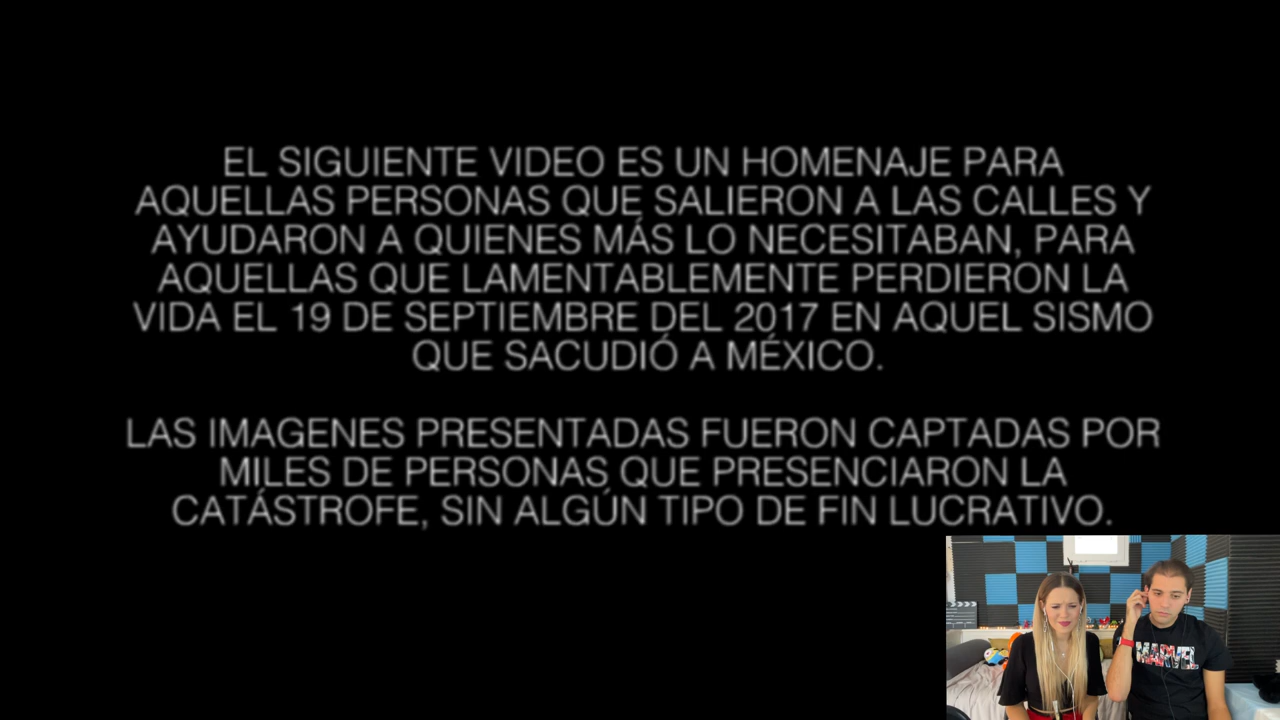 EL SIGUIENTE VIDEO ES UN HOMENAJE PARA
AQUELLAS PERSONAS QUE SALIERON A LAS CALLES Y
AYUDARON A QUIENES MÁS LO NECESITABAN, PARA
AQUELLAS QUE LAMENTABLEMENTE PERDIERON LA
VIDA EL 19 DE SEPTIEMBRE DEL 2017 EN AQUEL SISMO
QUE SACUDIÓ A MÉXICO.
LAS IMAGENES PRESENTADAS FUERON CAPTADAS POR
MILES DE PERSONAS QUE PRESENCIARON LA
CATÁSTROFE, SIN ALGÚN TIPO DE FIN LUCRATIVO.
MARVEL